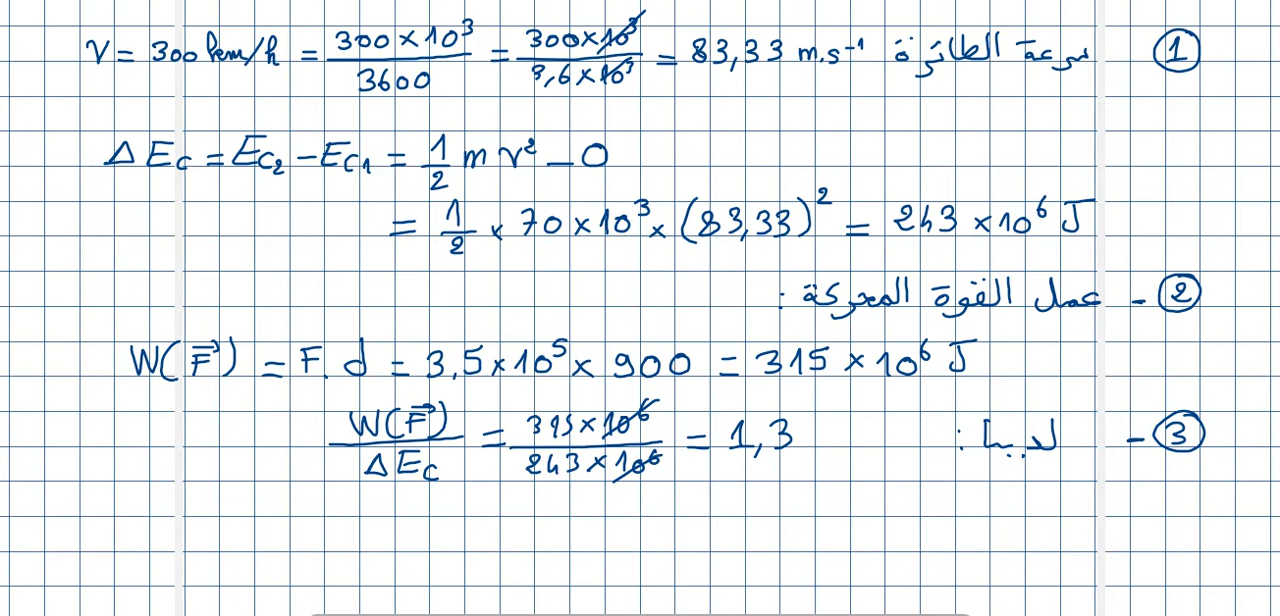 ① سرعة الطائرة V = 300 km/h = 300 × 10³ / 3600 = 300 × 10³ / 3,6 × 10³ = 83,33 m.s⁻¹
Δ Ec = Ec₂ − Ec₁ = 1/2 m v² − 0
= 1/2 × 70 × 10³ × (83,33)² = 243 × 10⁶ J
② - عمل القوة المحركة :
W(F⃗) = F. d = 3,5 × 10⁵ × 900 = 315 × 10⁶ J
③ - لدينا : W(F⃗) / Δ Ec = 315 × 10⁶ / 243 × 10⁶ = 1,3